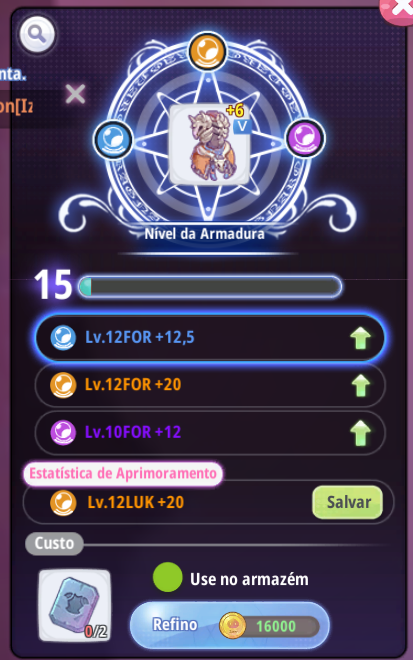 nta.
on[Iz
+6
V
Nível da Armadura
15
Lv.12FOR +12,5
Lv.12FOR +20
Lv.10FOR +12
Estatística de Aprimoramento
Lv.12LUK +20
Salvar
Custo
Use no armazém
0/2
Refino
16000